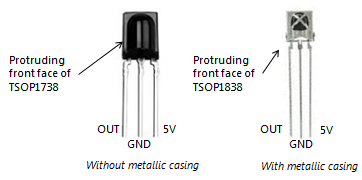 Protruding
front face of
TSOP1738
OUT
5V
GND
Without metallic casing
Protruding
front face of
TSOP1838
OUT
5V
GND
With metallic casing